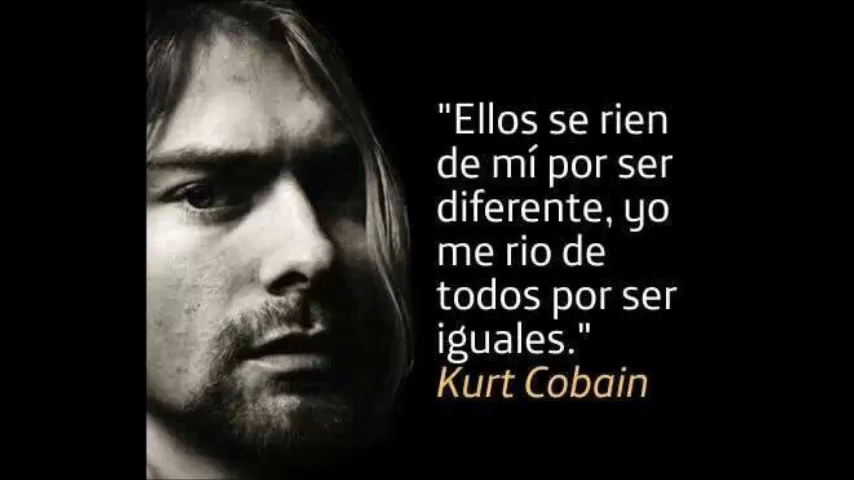 "Ellos se rien
de mí por ser
diferente, yo
me rio de
todos por ser
iguales."
Kurt Cobain